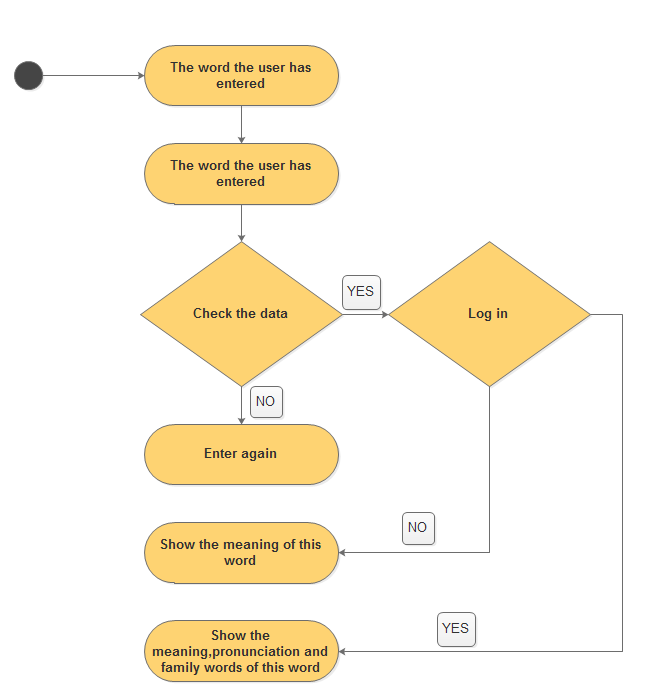 The word the user has
entered
The word the user has
entered
Check the data
YES
Log in
NO
Enter again
NO
Show the meaning of this
word
YES
Show the
meaning,pronunciation and
family words of this word